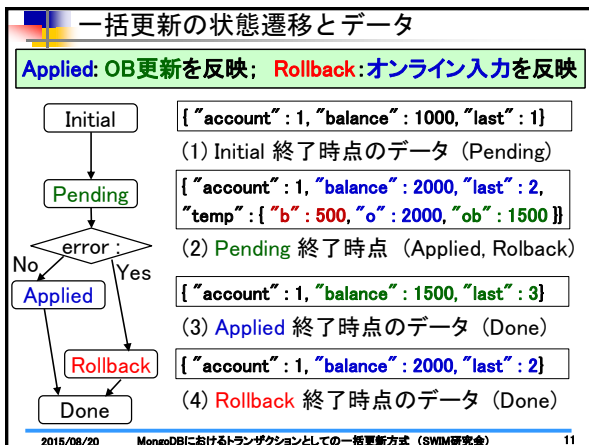 一括更新の状態遷移とデータ
Applied: OB更新を反映; Rollback:オンライン入力を反映
Initial
{ "account" : 1, "balance" : 1000, "last" : 1}
(1) Initial 終了時点のデータ (Pending)
Pending
{ "account" : 1, "balance" : 2000, "last" : 2,
"temp" : { "b" : 500, "o" : 2000, "ob" : 1500 }}
error :
(2) Pending 終了時点 (Applied, Rolback)
No
Yes
Applied
{ "account" : 1, "balance" : 1500, "last" : 3}
(3) Applied 終了時点のデータ (Done)
Rollback
{ "account" : 1, "balance" : 2000, "last" : 2}
(4) Rollback 終了時点のデータ (Done)
Done
2015/08/20 MongoDBにおけるトランザクションとしての一括更新方式 (SWIM研究会) 11